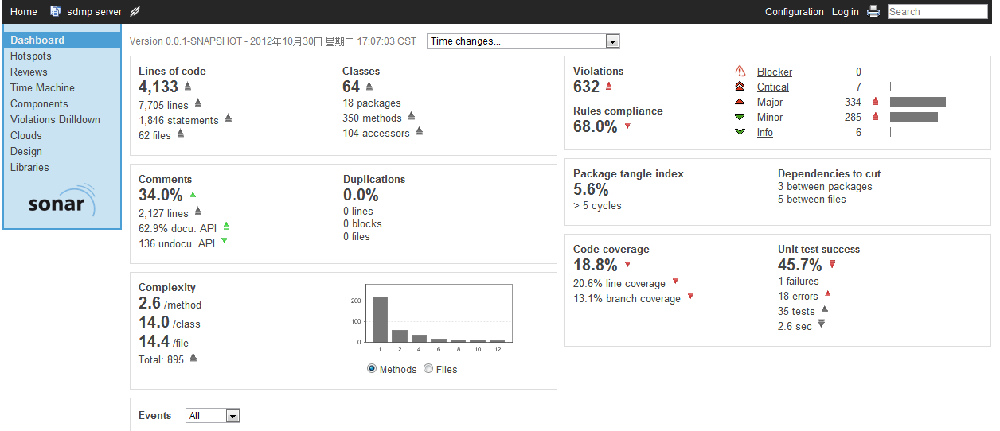 Home sdmp server Configuration Log in Search
Dashboard
Hotspots
Reviews
Time Machine
Components
Violations Drilldown
Clouds
Design
Libraries
sonar
Version 0.0.1-SNAPSHOT - 2012年10月30日 星期二 17:07:03 CST Time changes...
Lines of code
4,133
7,705 lines
1,846 statements
62 files
Classes
64
18 packages
350 methods
104 accessors
Comments
34.0%
2,127 lines
62.9% docu. API
136 undocu. API
Duplications
0.0%
0 lines
0 blocks
0 files
Complexity
2.6 /method
14.0 /class
14.4 /file
Total: 895
200
100
0
1 2 4 6 8 10 12
Methods Files
Events All
Violations
632
Rules compliance
68.0%
Blocker 0
Critical 7
Major 334
Minor 285
Info 6
Package tangle index
5.6%
> 5 cycles
Dependencies to cut
3 between packages
5 between files
Code coverage
18.8%
20.6% line coverage
13.1% branch coverage
Unit test success
45.7%
1 failures
18 errors
35 tests
2.6 sec